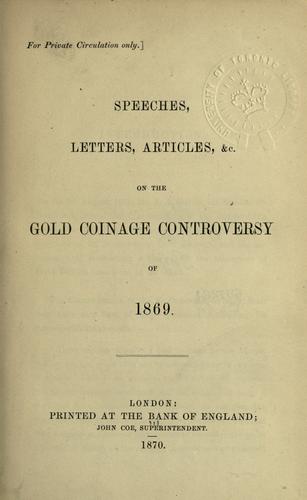 For Private Circulation only.]
SPEECHES,
LETTERS, ARTICLES, &c.
ON THE
GOLD COINAGE CONTROVERSY
OF
1869.
LONDON:
PRINTED AT THE BANK OF ENGLAND;
JOHN COE, SUPERINTENDENT.
1870.